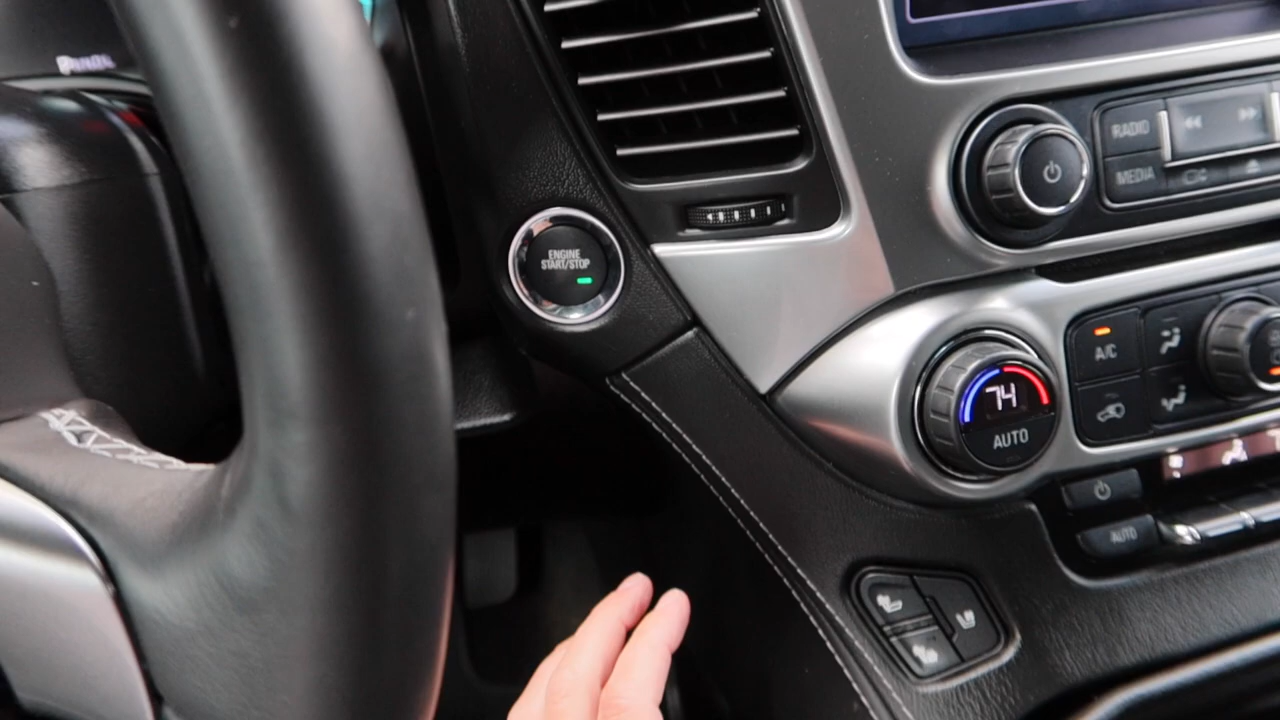 RADIO
MEDIA
ENGINE
START/STOP
A/C
74
AUTO
AUTO